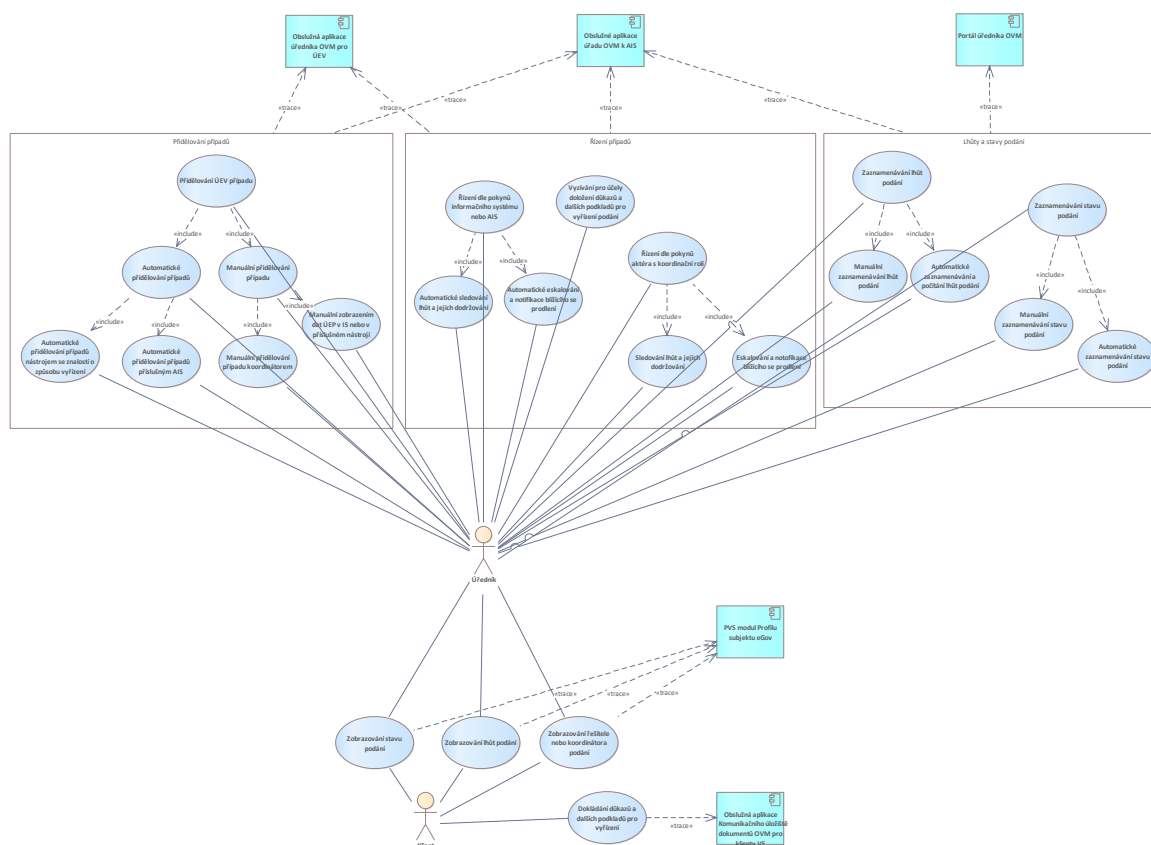 Obslužná aplikace
úředníka OVM pro
ÚEV
Obslužné aplikace
úřadu OVM k AIS
Portál úředníka OVM
«trace»
«trace»
«trace»
«trace»
«trace»
«trace»
Přidělování případů
Řízení případů
Lhůty a stavy podání
Přidělování ÚEV případu
Řízení dle pokynů
informačního systému
nebo AIS
Vyzívání pro účely
doložení důkazů a
dalších podkladů pro
vyřízení podání
Zaznamenávání lhůt
podání
Zaznamenávání stavu
podání
«include»
«include»
«include»
«include»
«include»
«include»
Automatické
přidělování případů
Manuální přidělování
případu
Řízení dle pokynů
aktéra s koordinační rolí
Manuální
zaznamenání lhůt
podání
Automatické
zaznamenávání a
počítání lhůt podání
«include»
«include»
Automatické sledování
lhůt a jejich dodržování
Automatické eskalování
a notifikace blížícího se
prodlení
«include»
«include»
«include»
«include»
«include»
«include»
«include»
Manuální zobrazením
dat ÚEP v IS nebo v
příslušném nástroji
Manuální
zaznamenávání stavu
podání
Automatické
přidělování případů
nástrojem se znalostí o
způsobu vyřízení
Automatické
přidělování případů
příslušným AIS
Manuální přidělování
případu koordinátorem
Sledování lhůt a jejich
dodržování
Eskalování a notofikace
blížícího se prodlení
Automatické
zaznamenávání stavu
podání
Úředník
PVS modul Profilu
subjektu eGov
«trace»
«trace»
«trace»
Zobrazování stavu
podání
Zobrazování lhůt podání
Zobrazování řešitele
nebo koordinátora
podání
Dokládání důkazů a
dalších podkladů pro
vyřízení
«trace»
Obslužná aplikace
Komunikačního úložiště
dokumentů OVM pro
klienty VS